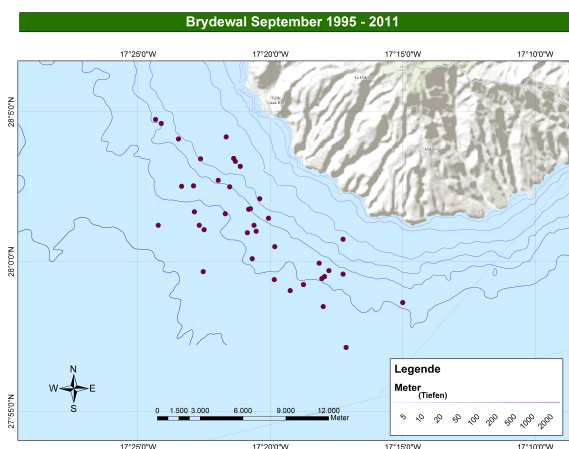 Brydewal September 1995 - 2011
17°25'0"W 17°20'0"W 17°15'0"W 17°10'0"W
28°5'0"N
28°0'0"N
27°55'0"N
N
W E
S
0 1.500 3.000 6.000 9.000 12.000
Meter
Legende
Meter
(Tiefen)
5 10 20 50 100 200 500 1000 2000
17°25'0"W 17°20'0"W 17°15'0"W 17°10'0"W